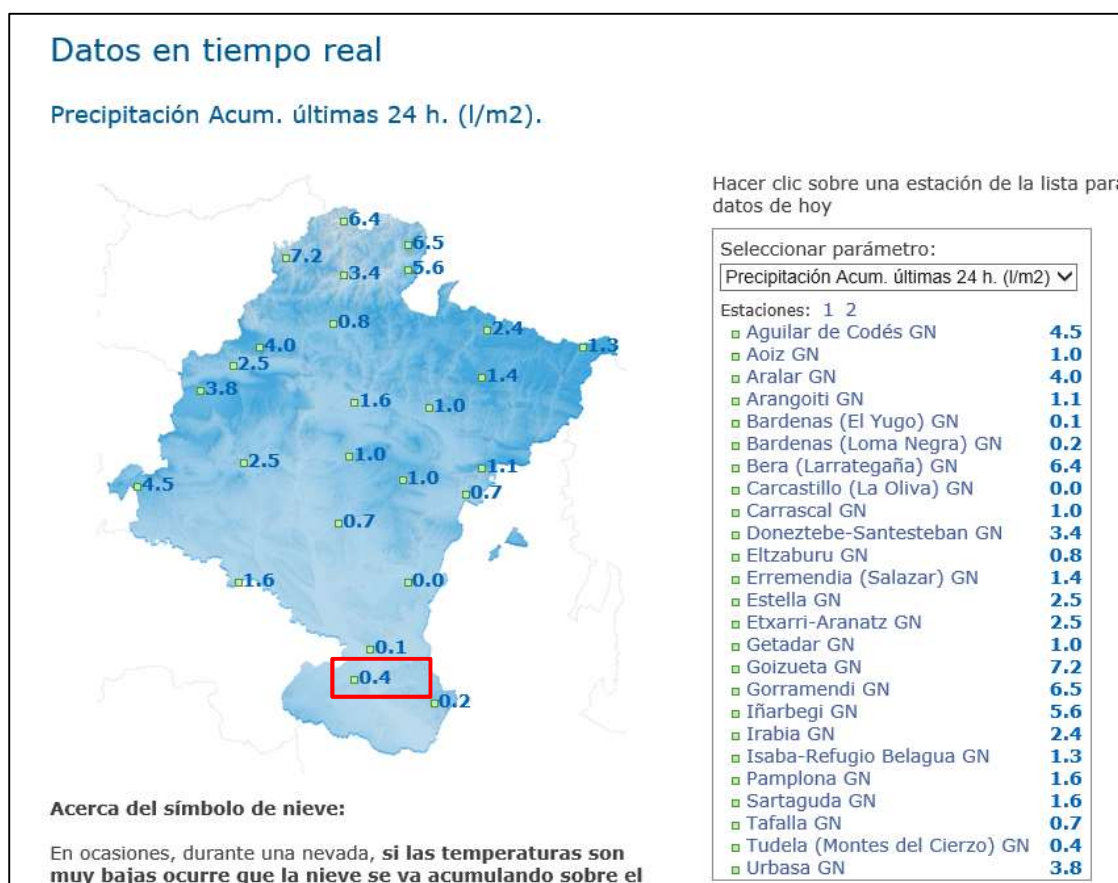 Datos en tiempo real
Precipitación Acum. últimas 24 h. (l/m2).
6.4
6.5
7.2
5.6
3.4
0.8
2.4
4.0
1.3
2.5
1.4
3.8
1.6
1.0
1.0
2.5
1.1
1.0
4.5
0.7
0.7
1.6
0.0
0.1
0.4
0.2
Acerca del símbolo de nieve:
En ocasiones, durante una nevada, si las temperaturas son
muy bajas ocurre que la nieve se va acumulando sobre el
Hacer clic sobre una estación de la lista para
datos de hoy
Seleccionar parámetro:
Precipitación Acum. últimas 24 h. (l/m2)
Estaciones: 1 2
Aguilar de Codés GN 4.5
Aoiz GN 1.0
Aralar GN 4.0
Arangoiti GN 1.1
Bardenas (El Yugo) GN 0.1
Bardenas (Loma Negra) GN 0.2
Bera (Larrategaña) GN 6.4
Carcastillo (La Oliva) GN 0.0
Carrascal GN 1.0
Doneztebe-Santesteban GN 3.4
Eltzaburu GN 0.8
Erremendia (Salazar) GN 1.4
Estella GN 2.5
Etxarri-Aranatz GN 2.5
Getadar GN 1.0
Goizueta GN 7.2
Gorramendi GN 6.5
Iñarbegi GN 5.6
Irabia GN 2.4
Isaba-Refugio Belagua GN 1.3
Pamplona GN 1.6
Sartaguda GN 1.6
Tafalla GN 0.7
Tudela (Montes del Cierzo) GN 0.4
Urbasa GN 3.8